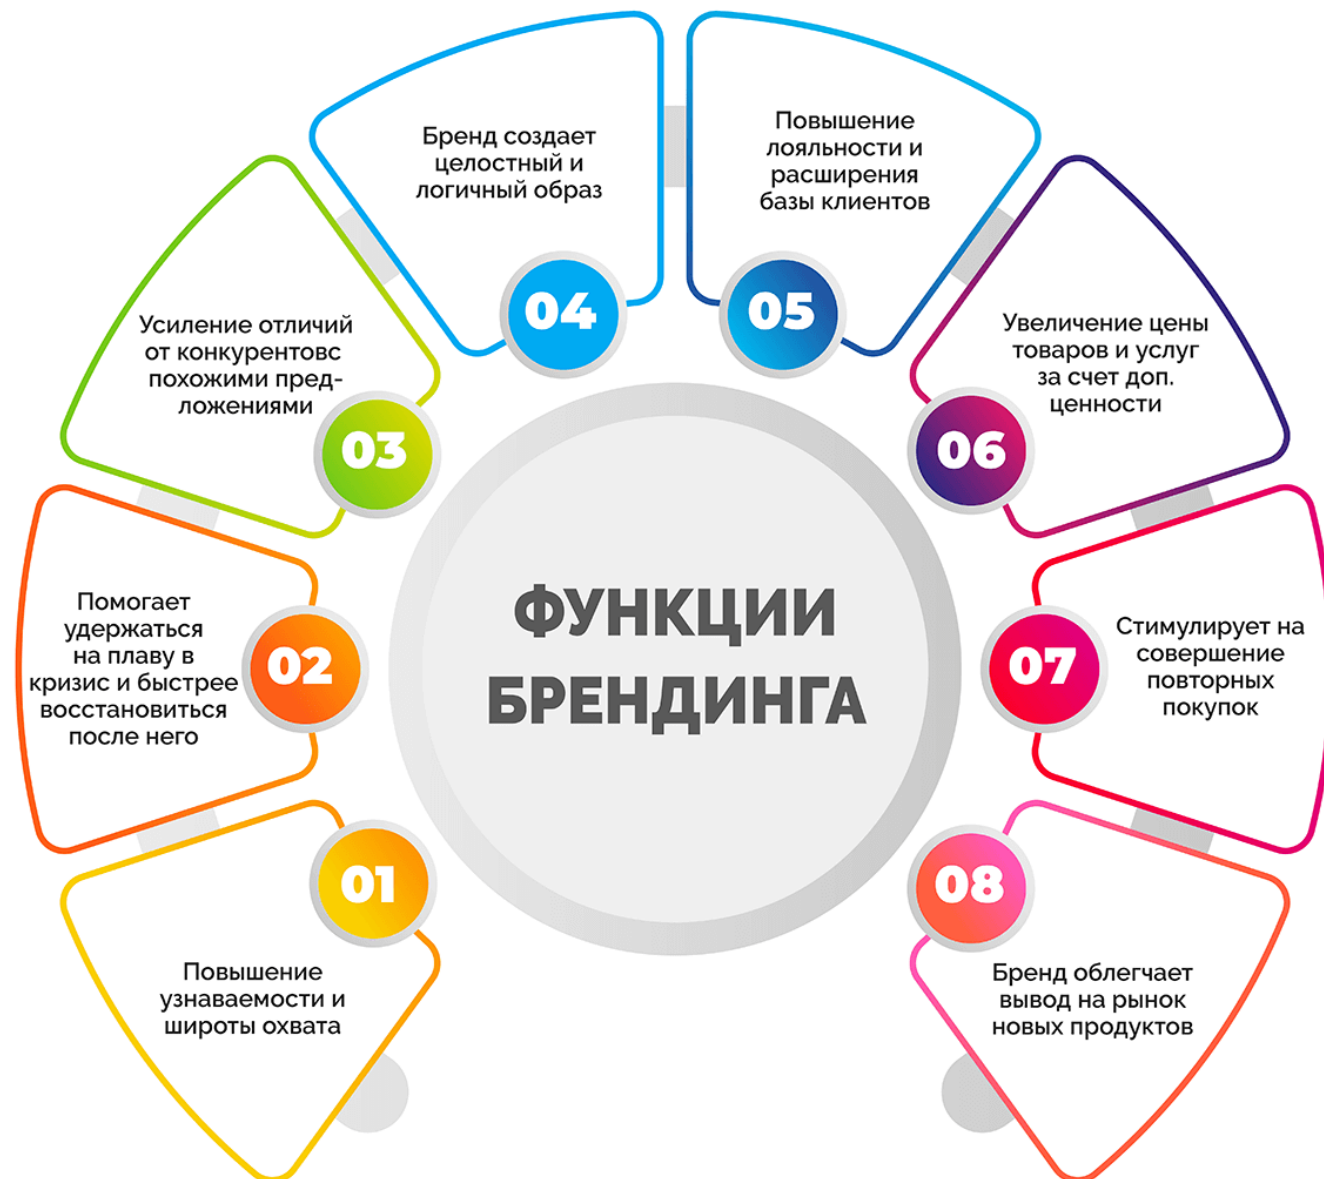 ФУНКЦИИ
БРЕНДИНГА
01
Повышение
узнаваемости и
широты охвата
02
Помогает
удержаться
на плаву в
кризис и быстрее
восстановиться
после него
03
Усиление отличий
от конкурентовс
похожими пред-
ложениями
04
Бренд создает
целостный и
логичный образ
05
Повышение
лояльности и
расширения
базы клиентов
06
Увеличение цены
товаров и услуг
за счет доп.
ценности
07
Стимулирует на
совершение
повторных
покупок
08
Бренд облегчает
вывод на рынок
новых продуктов